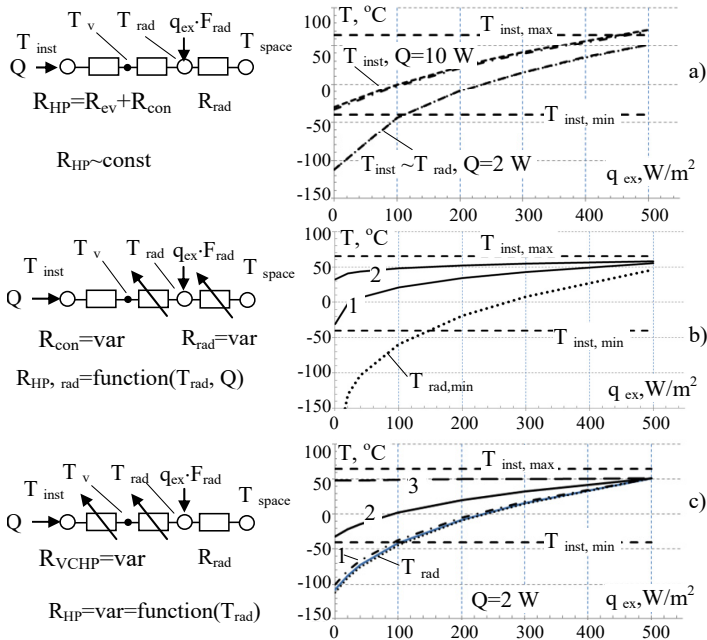 T inst
T v
T rad
q ex·F rad
T space
Q
R HP=R ev+R con
R rad
R HP~const
T, ºC
100
50
0
-50
-100
-150
T inst, max
T inst, Q=10 W
T inst, min
T inst ~T rad, Q=2 W
q ex, W/m²
0 100 200 300 400 500
a)
T inst
T v
T rad
q ex·F rad
T space
Q
R con=var
R rad=var
R HP, rad=function(T rad, Q)
T, ºC
100
50
0
-50
-100
-150
T inst, max
2
1
T inst, min
T rad,min
q ex, W/m²
0 100 200 300 400 500
b)
T inst
T v
T rad
q ex·F rad
T space
Q
R VCHP=var
R rad
R HP=var=function(T rad)
T, ºC
100
50
0
-50
-100
-150
T inst, max
3
2
T inst, min
1
T rad
Q=2 W
q ex, W/m²
0 100 200 300 400 500
c)